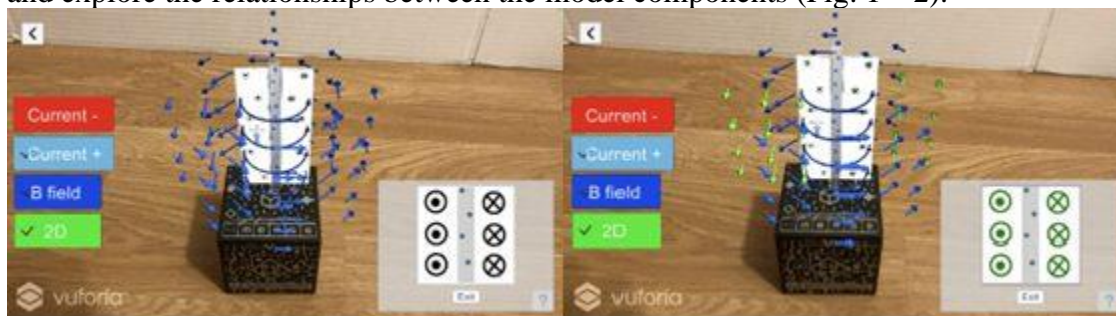 and explore the relationships between the model components (Fig. 1 – 2).
Current -
Current +
B field
2D
Exit
?
vuforia
Current -
Current +
B field
2D
Exit
?
vuforia